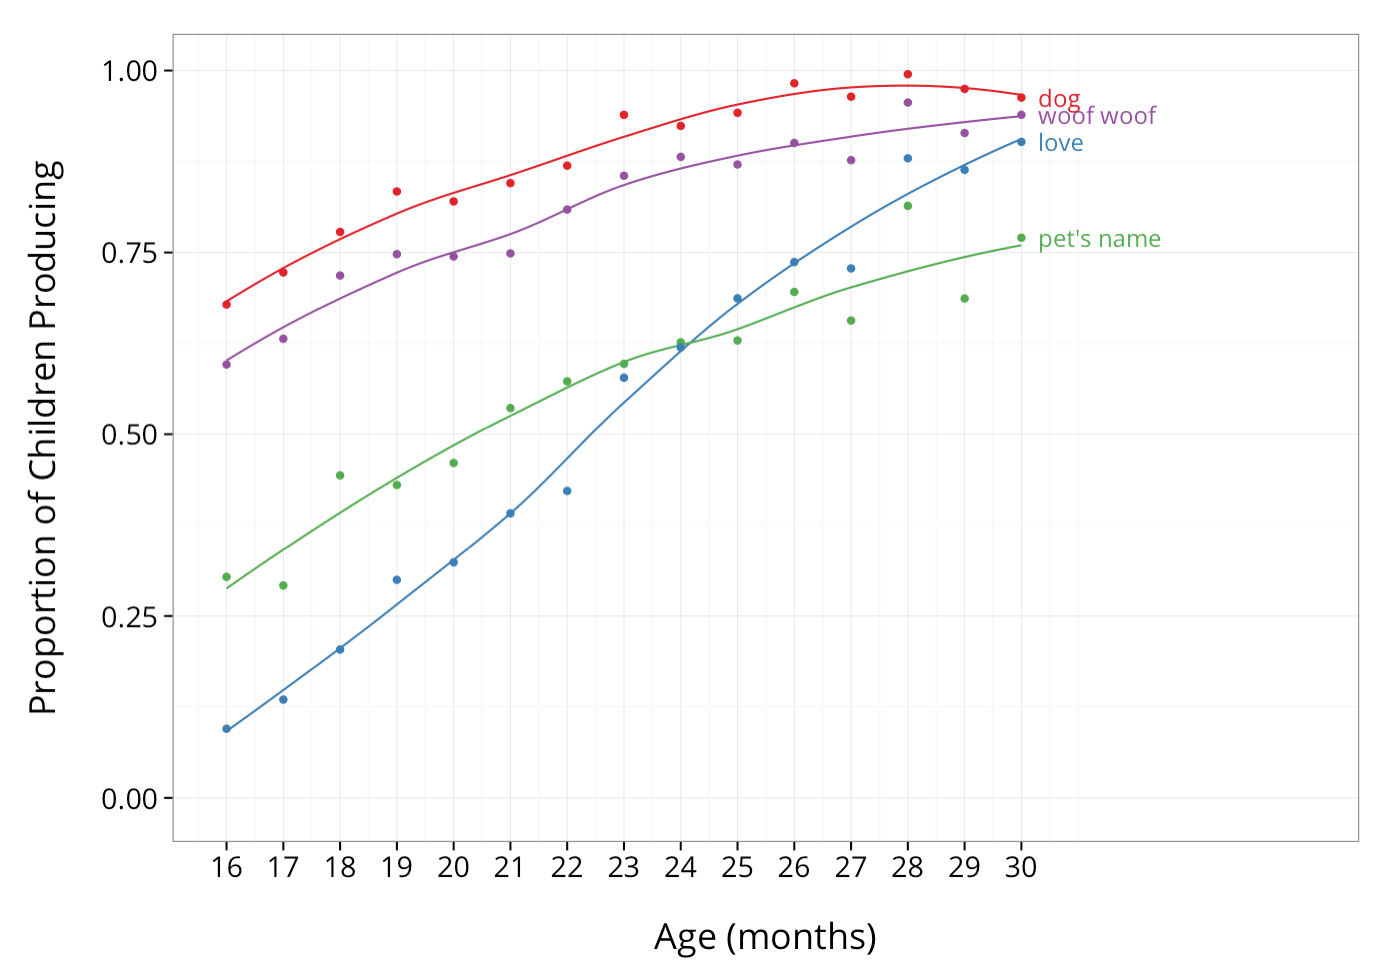 Proportion of Children Producing
1.00
0.75
0.50
0.25
0.00
dog
woof woof
love
pet's name
16 17 18 19 20 21 22 23 24 25 26 27 28 29 30
Age (months)